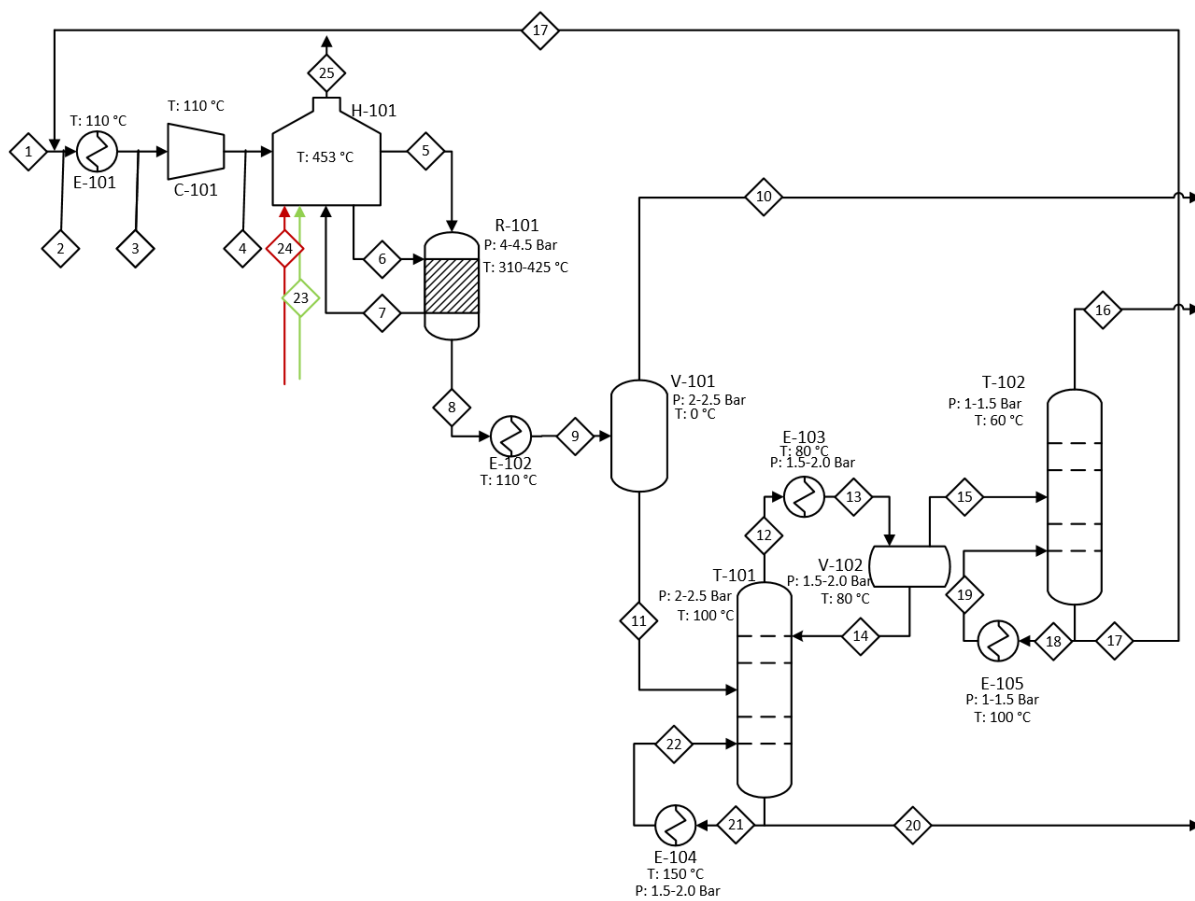 17
25
T: 110 °C
H-101
T: 110 °C
1
5
T: 453 °C
E-101
C-101
10
R-101
P: 4-4.5 Bar
T: 310-425 °C
2
3
4
24
6
23
7
16
T-102
P: 1-1.5 Bar
T: 60 °C
V-101
P: 2-2.5 Bar
T: 0 °C
8
9
E-102
T: 110 °C
E-103
T: 80 °C
P: 1.5-2.0 Bar
13
15
12
V-102
P: 1.5-2.0 Bar
T: 80 °C
T-101
P: 2-2.5 Bar
T: 100 °C
19
11
14
18
17
E-105
P: 1-1.5 Bar
T: 100 °C
22
21
20
E-104
T: 150 °C
P: 1.5-2.0 Bar